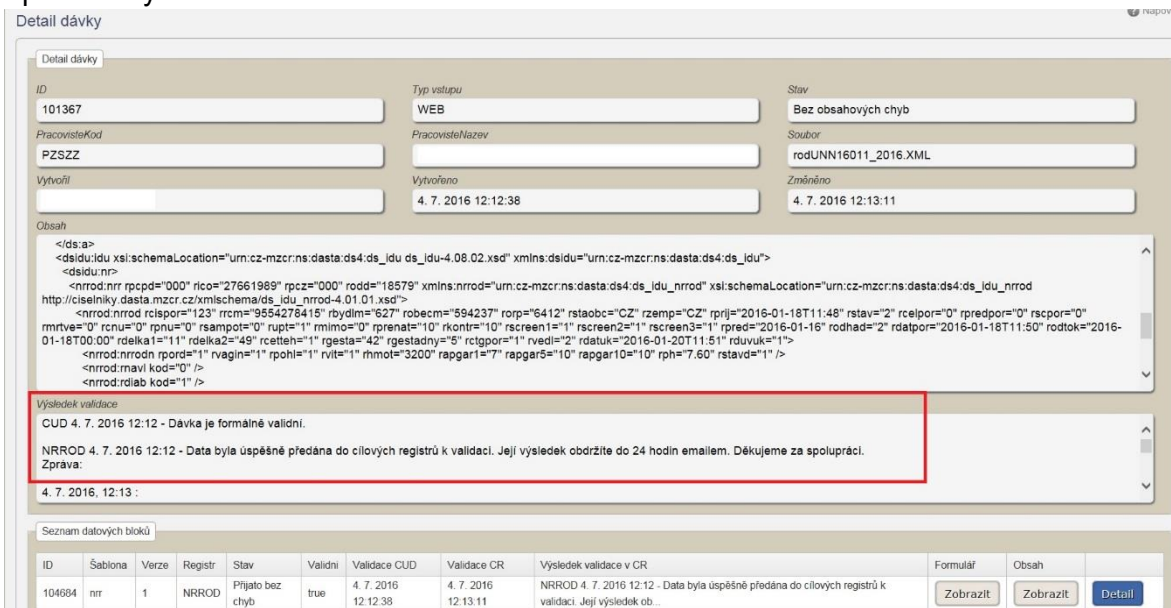 Detail dávky
Nápov
Detail dávky
ID Typ vstupu Stav
101367 WEB Bez obsahových chyb
PracovisteKod PracovisteNazev Soubor
PZSZZ rodUNN16011_2016.XML
Vytvořil Vytvořeno Změněno
4. 7. 2016 12:12:38 4. 7. 2016 12:13:11
Obsah
</ds:a>
<dsidu:idu xsi:schemaLocation="urn:cz-mzcr:ns:dasta:ds4:ds_idu ds_idu-4.08.02.xsd" xmlns:dsidu="urn:cz-mzcr:ns:dasta:ds4:ds_idu">
<dsidu:nr>
<nrrod:nrr rpcpd="000" rico="27661989" rpcz="000" rodd="18579" xmlns:nrrod="urn:cz-mzcr:ns:dasta:ds4:ds_idu_nrrod" xsi:schemaLocation="urn:cz-mzcr:ns:dasta:ds4:ds_idu_nrrod
http://ciselniky.dasta.mzcr.cz/xmlschema/ds_idu_nrrod-4.01.01.xsd">
<nrrod:nrrod rcispor="123" rrcm="9554278415" rbydlm="627" robecm="594237" rorp="6412" rstaobc="CZ" rzemp="CZ" rprij="2016-01-18T11:48" rstav="2" rcelpor="0" rpredpor="0" rscpor="0"
rmrtve="0" rcnu="0" rpnu="0" rsampot="0" rupt="1" rmimo="0" rprenat="10" rkontr="10" rscreen1="1" rscreen2="1" rscreen3="1" rpred="2016-01-16" rodhad="2" rdatpor="2016-01-18T11:50" rodtok="2016-
01-18T00:00" rdelka1="11" rdelka2="49" rcetteh="1" rgesta="42" rgestadny="5" rctgpor="1" rvedl="2" rdatuk="2016-01-20T11:51" rduvuk="1">
<nrrod:nrrodn rpord="1" rvagin="1" rpohl="1" rvit="1" rhmot="3200" rapgar1="7" rapgar5="10" rapgar10="10" rph="7.60" rstavd="1" />
<nrrod:rnavl kod="0" />
<nrrod:rdiab kod="1" />
Výsledek validace
CUD 4. 7. 2016 12:12 - Dávka je formálně validní.
NRROD 4. 7. 2016 12:12 - Data byla úspěšně předána do cílových registrů k validaci. Její výsledek obdržíte do 24 hodin emailem. Děkujeme za spolupráci.
Zpráva:
4. 7. 2016, 12:13 :
Seznam datových bloků
ID Šablona Verze Registr Stav Validni Validace CUD Validace CR Výsledek validace v CR Formulář Obsah
104684 nrr 1 NRROD Přijato bez chyb true 4. 7. 2016 12:12:38 4. 7. 2016 12:13:11 NRROD 4. 7. 2016 12:12 - Data byla úspěšně předána do cílových registrů k validaci. Její výsledek ob... Zobrazit Zobrazit Detail